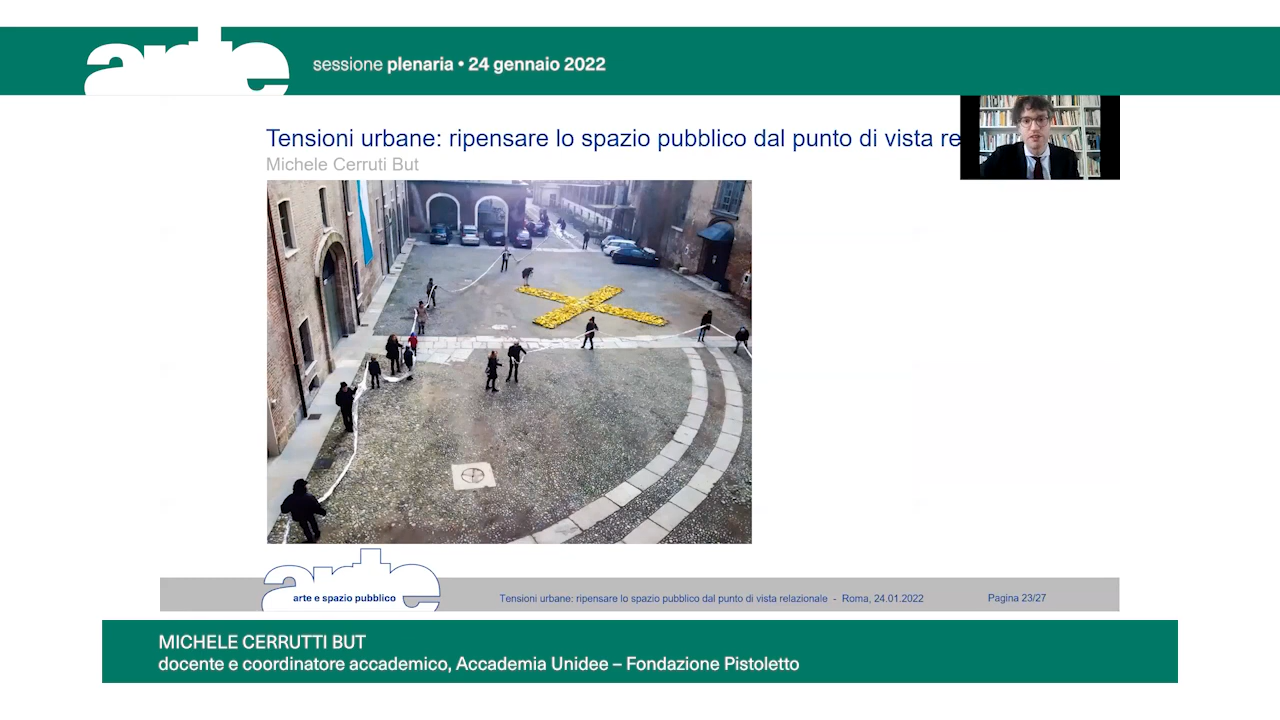 arte
sessione plenaria • 24 gennaio 2022
Tensioni urbane: ripensare lo spazio pubblico dal punto di vista re
Michele Cerruti But
arte
arte e spazio pubblico
Tensioni urbane: ripensare lo spazio pubblico dal punto di vista relazionale - Roma, 24.01.2022
Pagina 23/27
MICHELE CERRUTTI BUT
docente e coordinatore accademico, Accademia Unidee – Fondazione Pistoletto